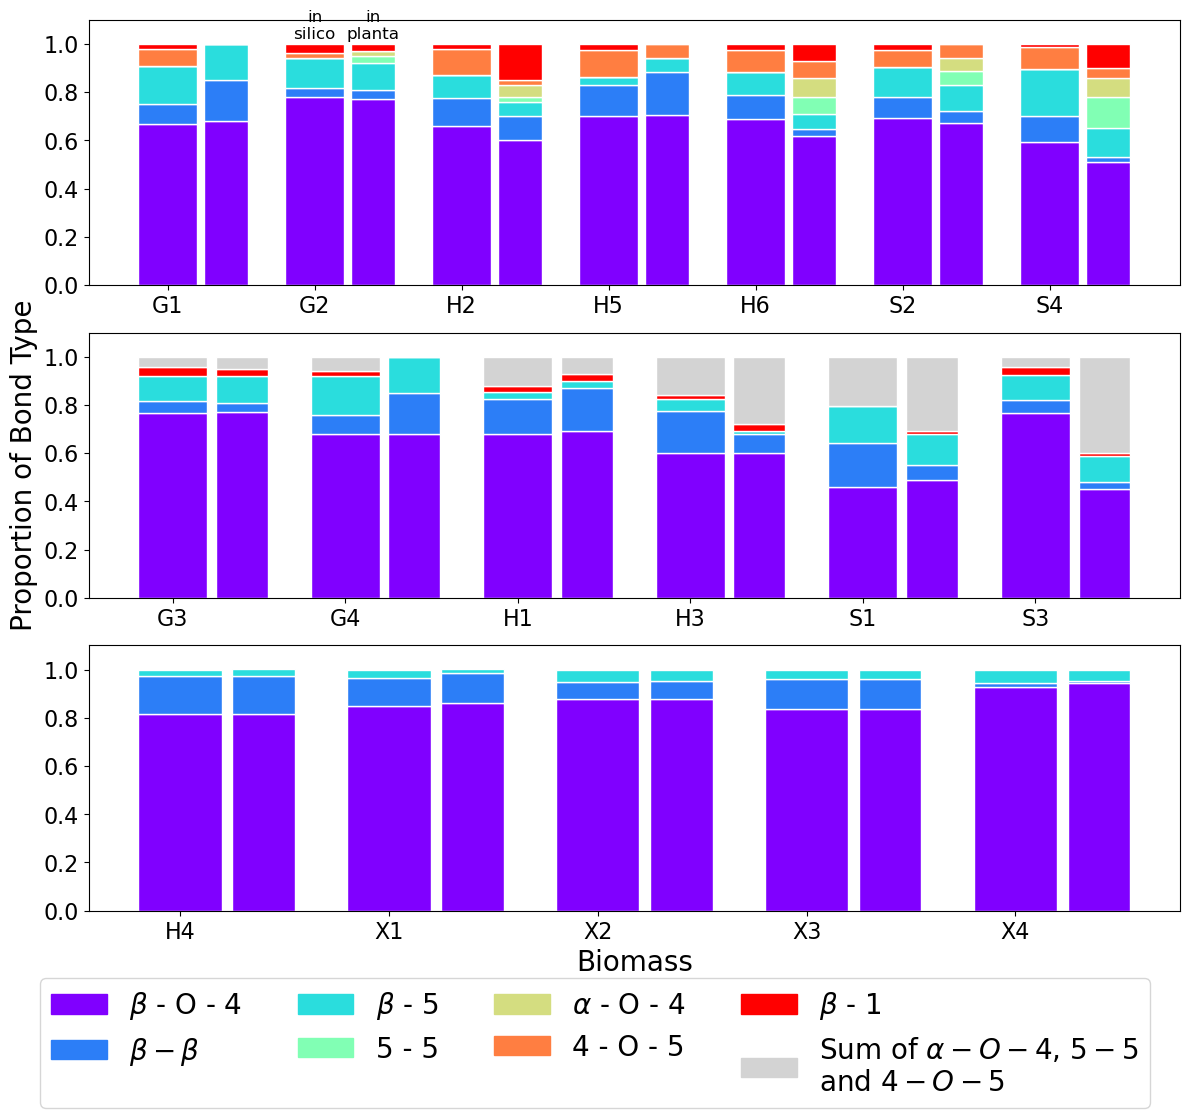 in in
silico planta
1.0
0.8
0.6
0.4
0.2
0.0
G1 G2 H2 H5 H6 S2 S4
Proportion of Bond Type
1.0
0.8
0.6
0.4
0.2
0.0
G3 G4 H1 H3 S1 S3
1.0
0.8
0.6
0.4
0.2
0.0
H4 X1 X2 X3 X4
Biomass
β - O - 4
β − β
β - 5
5 - 5
α - O - 4
4 - O - 5
β - 1
Sum of α − O − 4, 5 − 5
and 4 − O − 5